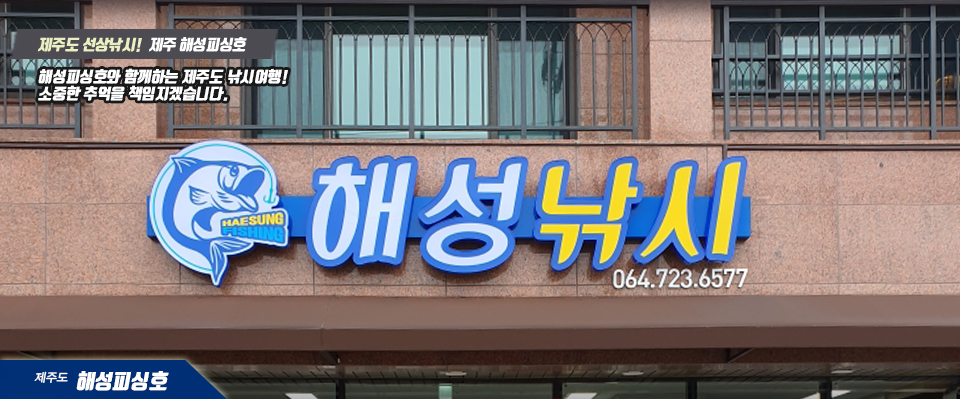 제주도 선상낚시! 제주 해성피싱호
해성피싱호와 함께하는 제주도 낚시여행!
소중한 추억을 책임지겠습니다.
HAESUNG
FISHING
해성낚시
064.723.6577
제주도 해성피싱호